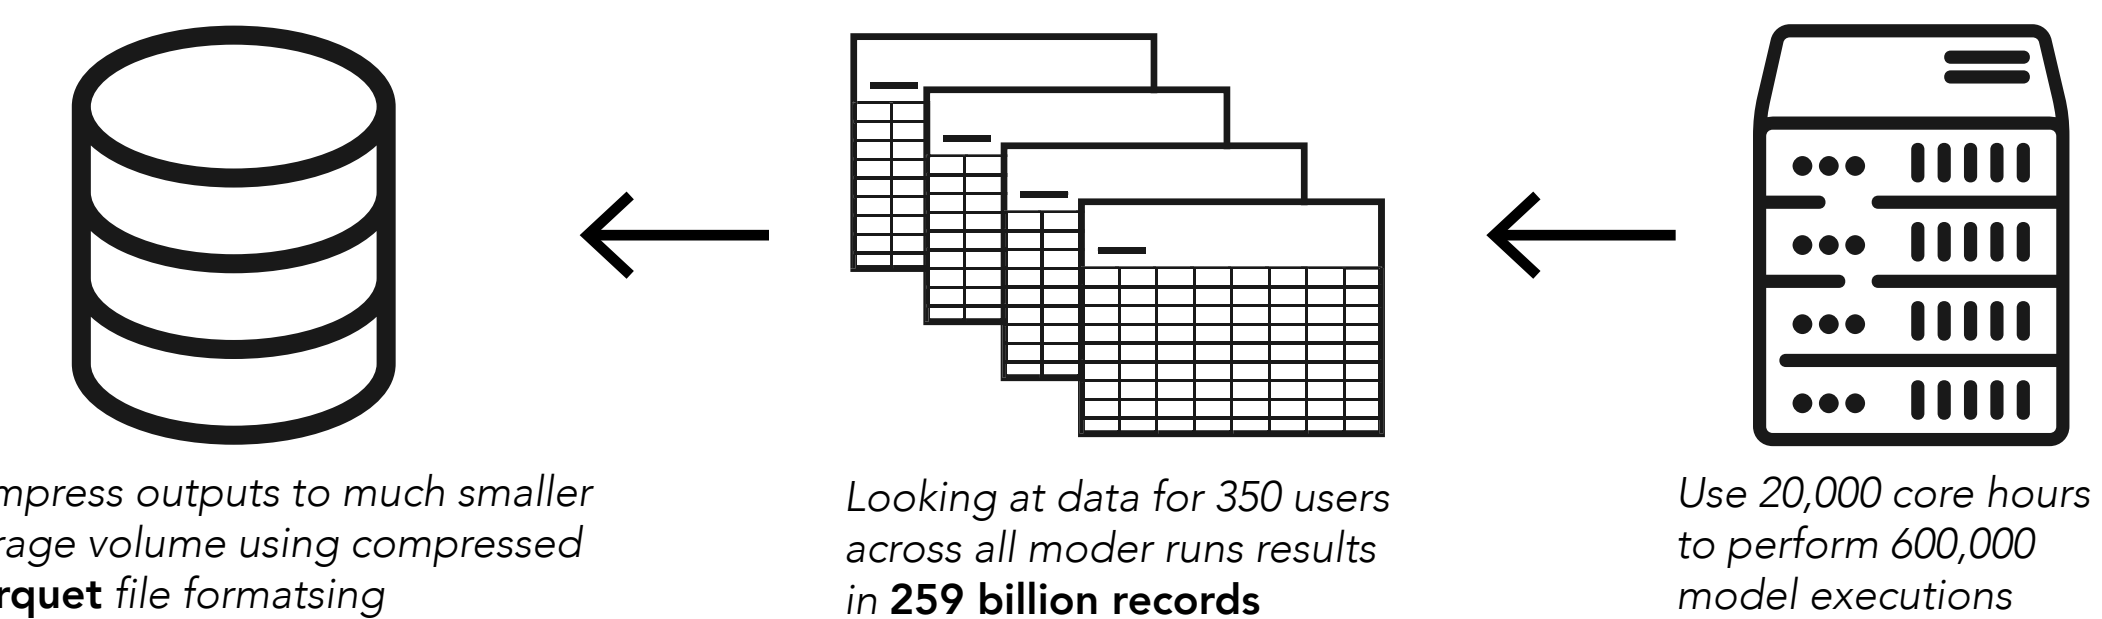 mpress outputs to much smaller
rage volume using compressed
rquet file formatsing
Looking at data for 350 users
across all moder runs results
in 259 billion records
Use 20,000 core hours
to perform 600,000
model executions